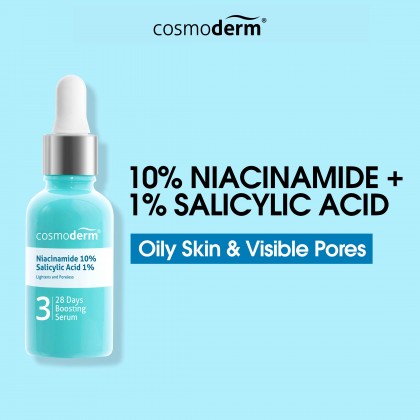 cosmoderm®
10% NIACINAMIDE +
1% SALICYLIC ACID
Oily Skin & Visible Pores
cosmoderm®
Niacinamide 10%
Salicylic Acid 1%
Lightens and Poreless
3
28 Days
Boosting
Serum